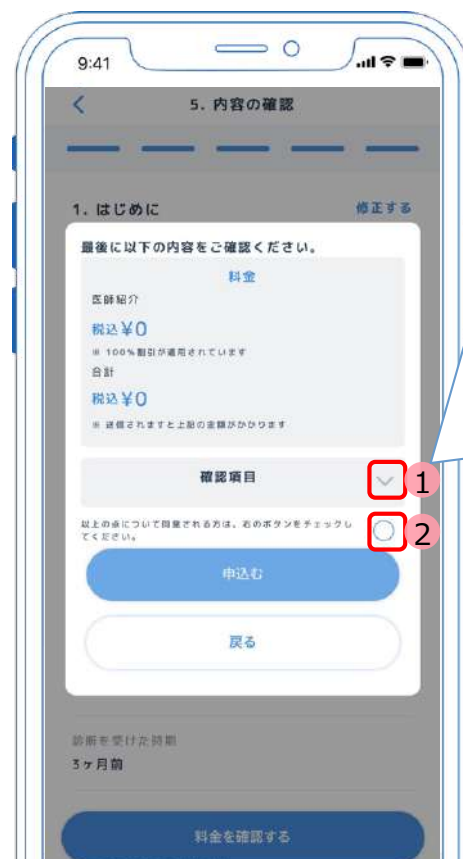 9:41
5. 内容の確認
1. はじめに
修正する
最後に以下の内容をご確認ください。
料金
医師紹介
税込¥0
※ 100%割引が適用されています
合計
税込¥0
※ 送信されますと上記の金額がかかります
確認項目
1
以上の点について同意される方は、右のボタンをチェックし
てください。
2
申込む
戻る
診断を受けた時期
3ヶ月前
料金を確認する